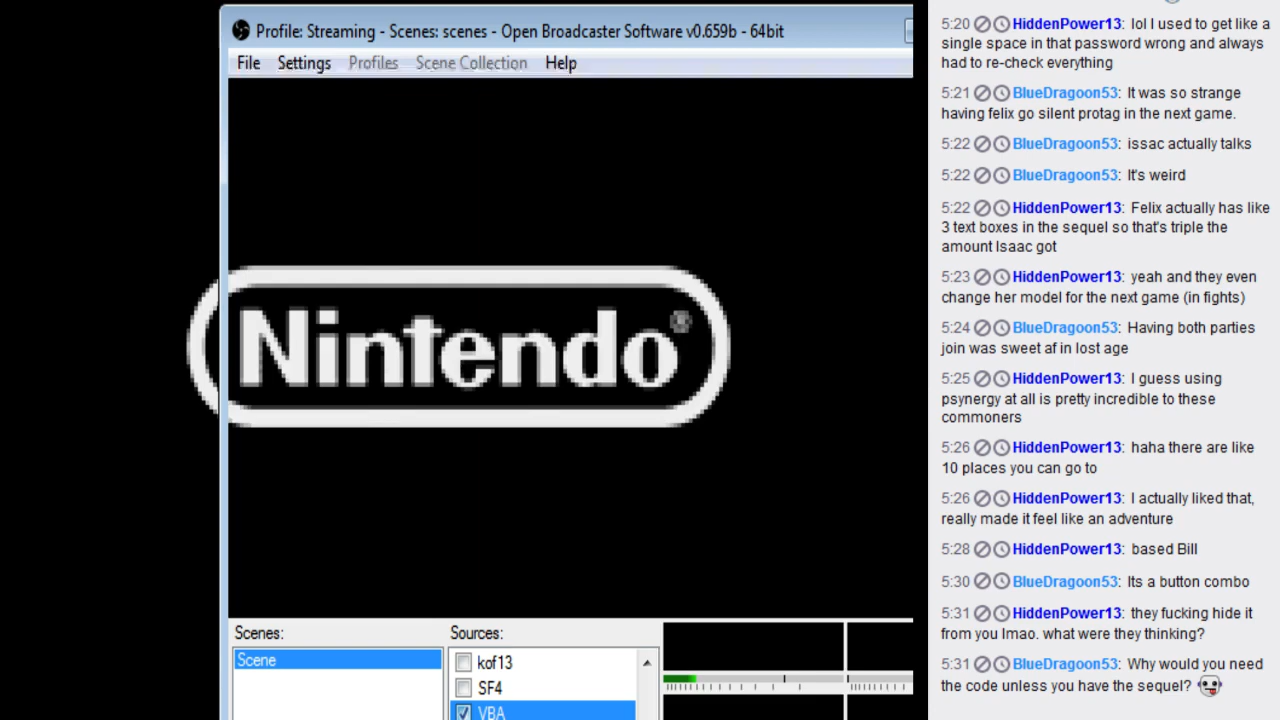 Profile: Streaming - Scenes: scenes - Open Broadcaster Software v0.659b - 64bit
File Settings Profiles Scene Collection Help
Nintendo®
Scenes:
Scene
Sources:
kof13
SF4
VBA
5:20 HiddenPower13: lol I used to get like a
single space in that password wrong and always
had to re-check everything
5:21 BlueDragoon53: It was so strange
having felix go silent protag in the next game.
5:22 BlueDragoon53: issac actually talks
5:22 BlueDragoon53: It's weird
5:22 HiddenPower13: Felix actually has like
3 text boxes in the sequel so that's triple the
amount Isaac got
5:23 HiddenPower13: yeah and they even
change her model for the next game (in fights)
5:24 BlueDragoon53: Having both parties
join was sweet af in lost age
5:25 HiddenPower13: I guess using
psynergy at all is pretty incredible to these
commoners
5:26 HiddenPower13: haha there are like
10 places you can go to
5:26 HiddenPower13: I actually liked that,
really made it feel like an adventure
5:28 HiddenPower13: based Bill
5:30 BlueDragoon53: Its a button combo
5:31 HiddenPower13: they fucking hide it
from you lmao. what were they thinking?
5:31 BlueDragoon53: Why would you need
the code unless you have the sequel?